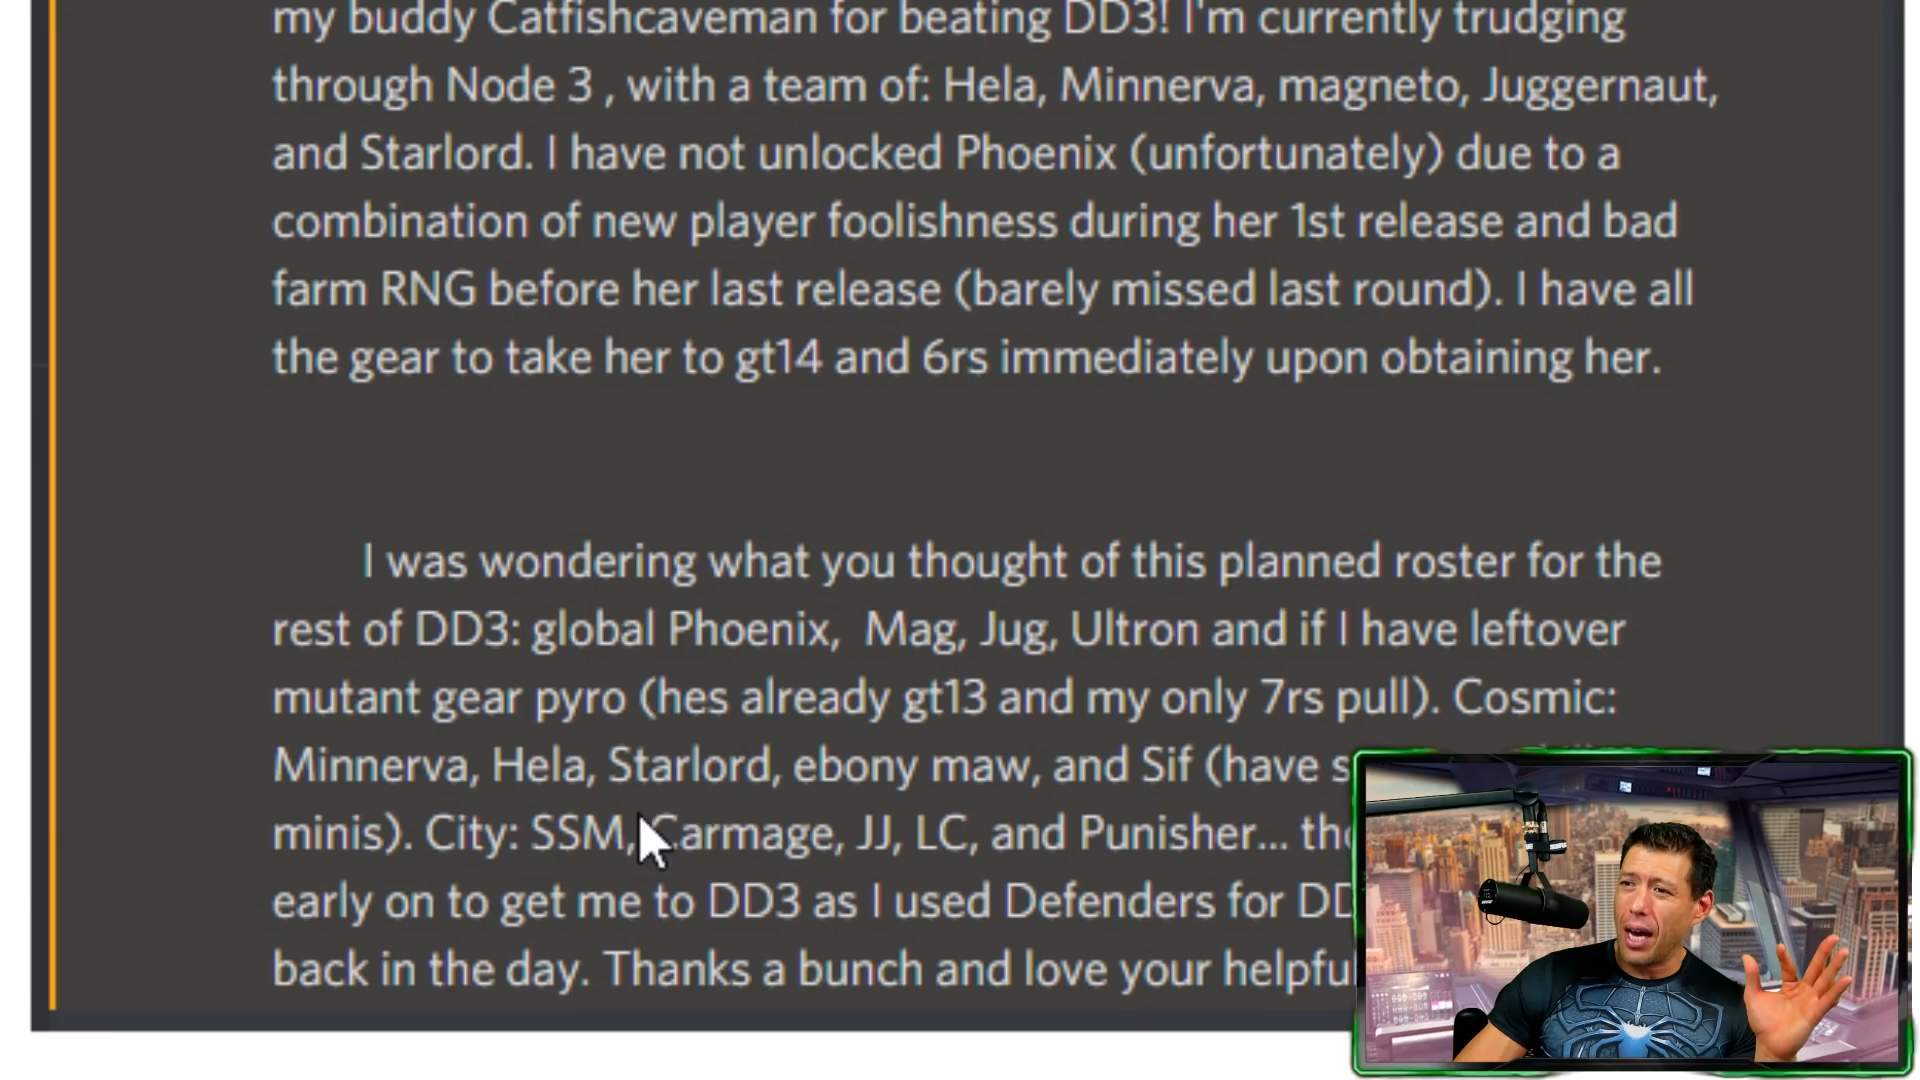 my buddy Catfishcaveman for beating DD3! I'm currently trudging
through Node 3 , with a team of: Hela, Minnerva, magneto, Juggernaut,
and Starlord. I have not unlocked Phoenix (unfortunately) due to a
combination of new player foolishness during her 1st release and bad
farm RNG before her last release (barely missed last round). I have all
the gear to take her to gt14 and 6rs immediately upon obtaining her.
I was wondering what you thought of this planned roster for the
rest of DD3: global Phoenix,  Mag, Jug, Ultron and if I have leftover
mutant gear pyro (hes already gt13 and my only 7rs pull). Cosmic:
Minnerva, Hela, Starlord, ebony maw, and Sif (have
minis). City: SSM, Carmage, JJ, LC, and Punisher...
early on to get me to DD3 as I used Defenders for
back in the day. Thanks a bunch and love your